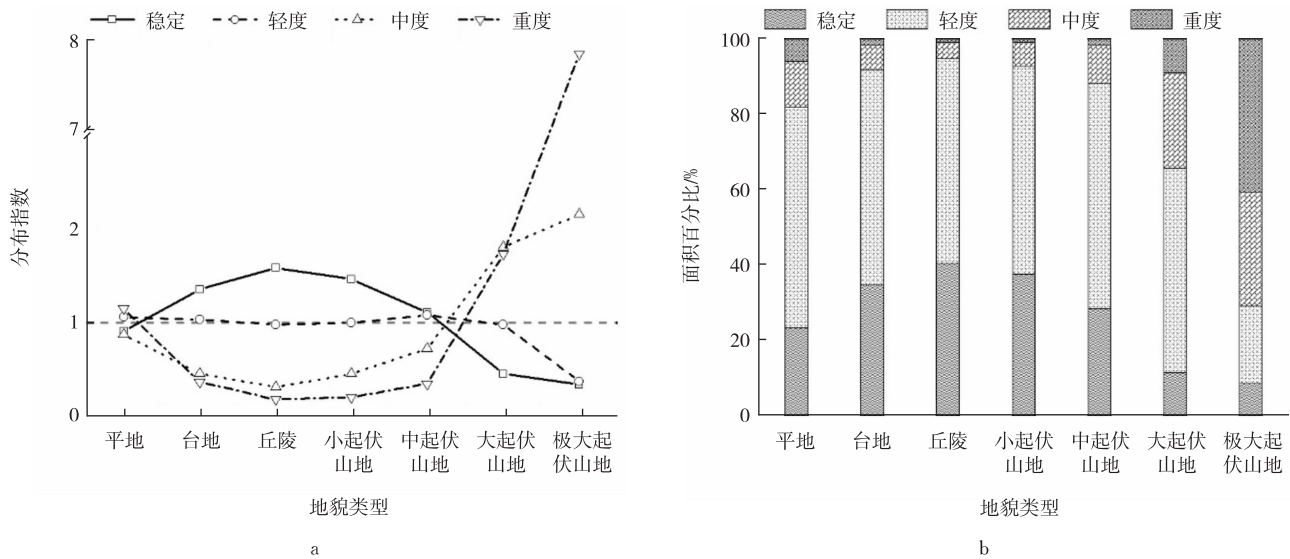 稳定 轻度 中度 重度
8
7
2
1
0
分布指数
平地 台地 丘陵 小起伏山地 中起伏山地 大起伏山地 极大起伏山地
地貌类型
a
稳定 轻度 中度 重度
100
80
60
40
20
0
面积百分比/%
平地 台地 丘陵 小起伏山地 中起伏山地 大起伏山地 极大起伏山地
地貌类型
b